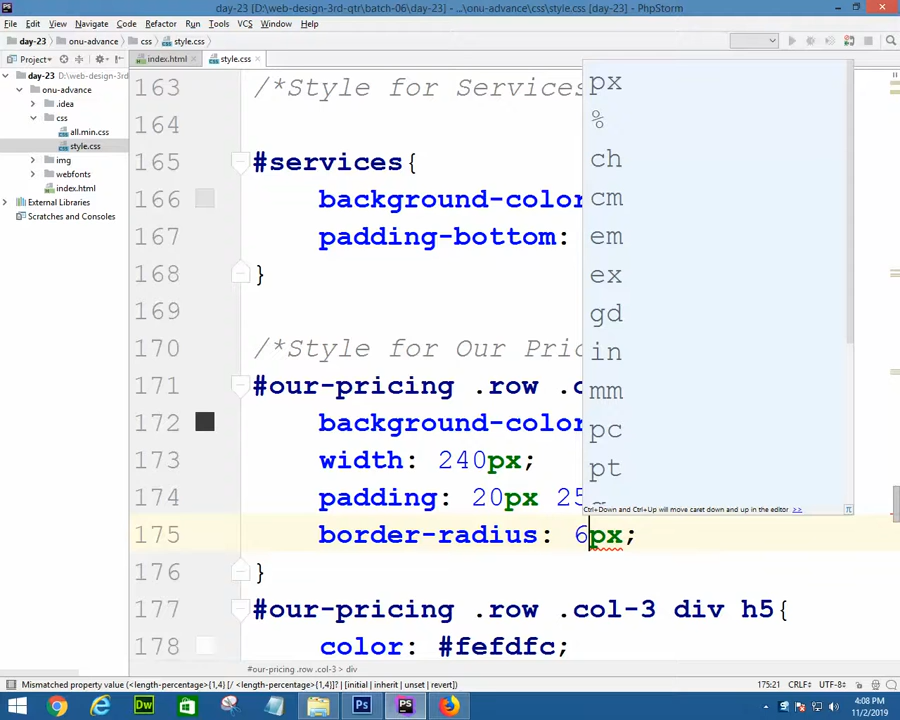 day-23 [D:\web-design-3rd-qtr\batch-06\day-23] - ...\onu-advance\css\style.css [day-23] - PhpStorm
File Edit View Navigate Code Refactor Run Tools VCS Window Help
day-23 onu-advance css style.css
Project index.html style.css
day-23 D:\web-design-3rd
onu-advance
.idea
css
all.min.css
style.css
img
webfonts
index.html
External Libraries
Scratches and Consoles
163 /*Style for Services
164
165 #services{
166 background-color
167 padding-bottom:
168 }
169
170 /*Style for Our Pric
171 #our-pricing .row .c
172 background-color
173 width: 240px;
174 padding: 20px 25
175 border-radius: 6px;
176 }
177 #our-pricing .row .col-3 div h5{
178 color: #fefdfc;
px
%
ch
cm
em
ex
gd
in
mm
pc
pt
Ctrl+Down and Ctrl+Up will move caret down and up in the editor >> π
#our-pricing .row .col-3 > div
Mismatched property value (<length-percentage>{1,4} [/ <length-percentage>{1,4}]? | [initial | inherit | unset | revert]) 175:21 CRLF÷ UTF-8÷
Dw Ps PS
4:08 PM
11/2/2019